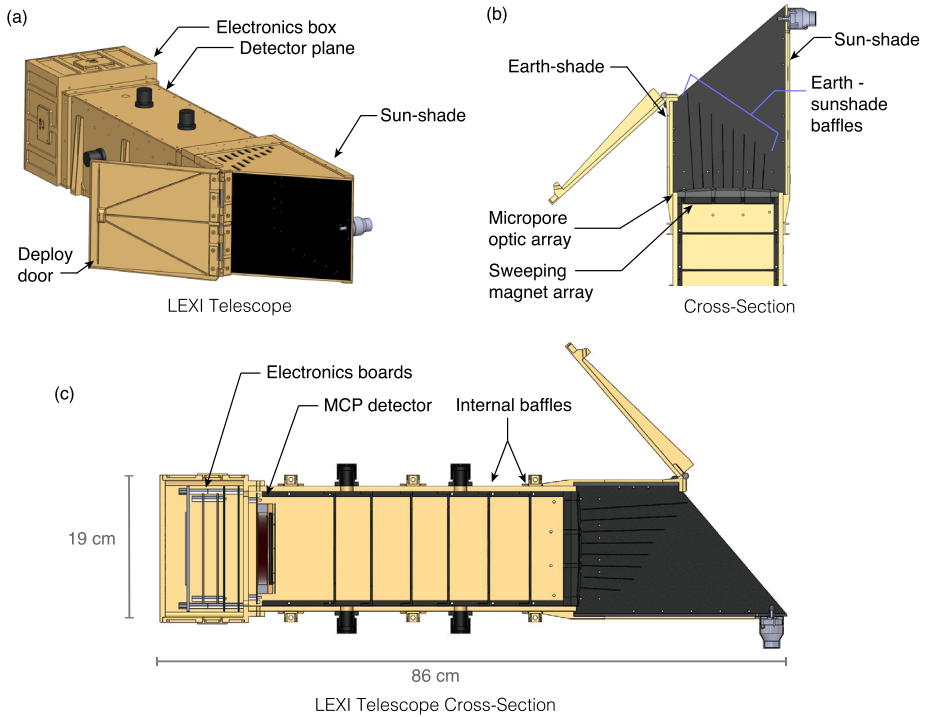 (a)
Electronics box
Detector plane
Sun-shade
Deploy
door
LEXI Telescope
(b)
Sun-shade
Earth-shade
Earth -
sunshade
baffles
Micropore
optic array
Sweeping
magnet array
Cross-Section
(c)
Electronics boards
MCP detector
Internal baffles
19 cm
86 cm
LEXI Telescope Cross-Section